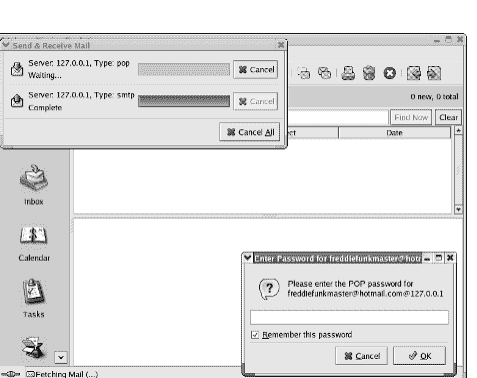 Send & Receive Mail
Server: 127.0.0.1, Type: pop
Waiting...
Cancel
Server: 127.0.0.1, Type: smtp
Complete
Cancel
Cancel All
0 new, 0 total
Find Now
Clear
ct
Date
Inbox
Calendar
Tasks
Enter Password for freddiefunkmaster@hotm
Please enter the POP password for
freddiefunkmaster@hotmail.com@127.0.0.1
Remember this password
Cancel
OK
Fetching Mail (...)